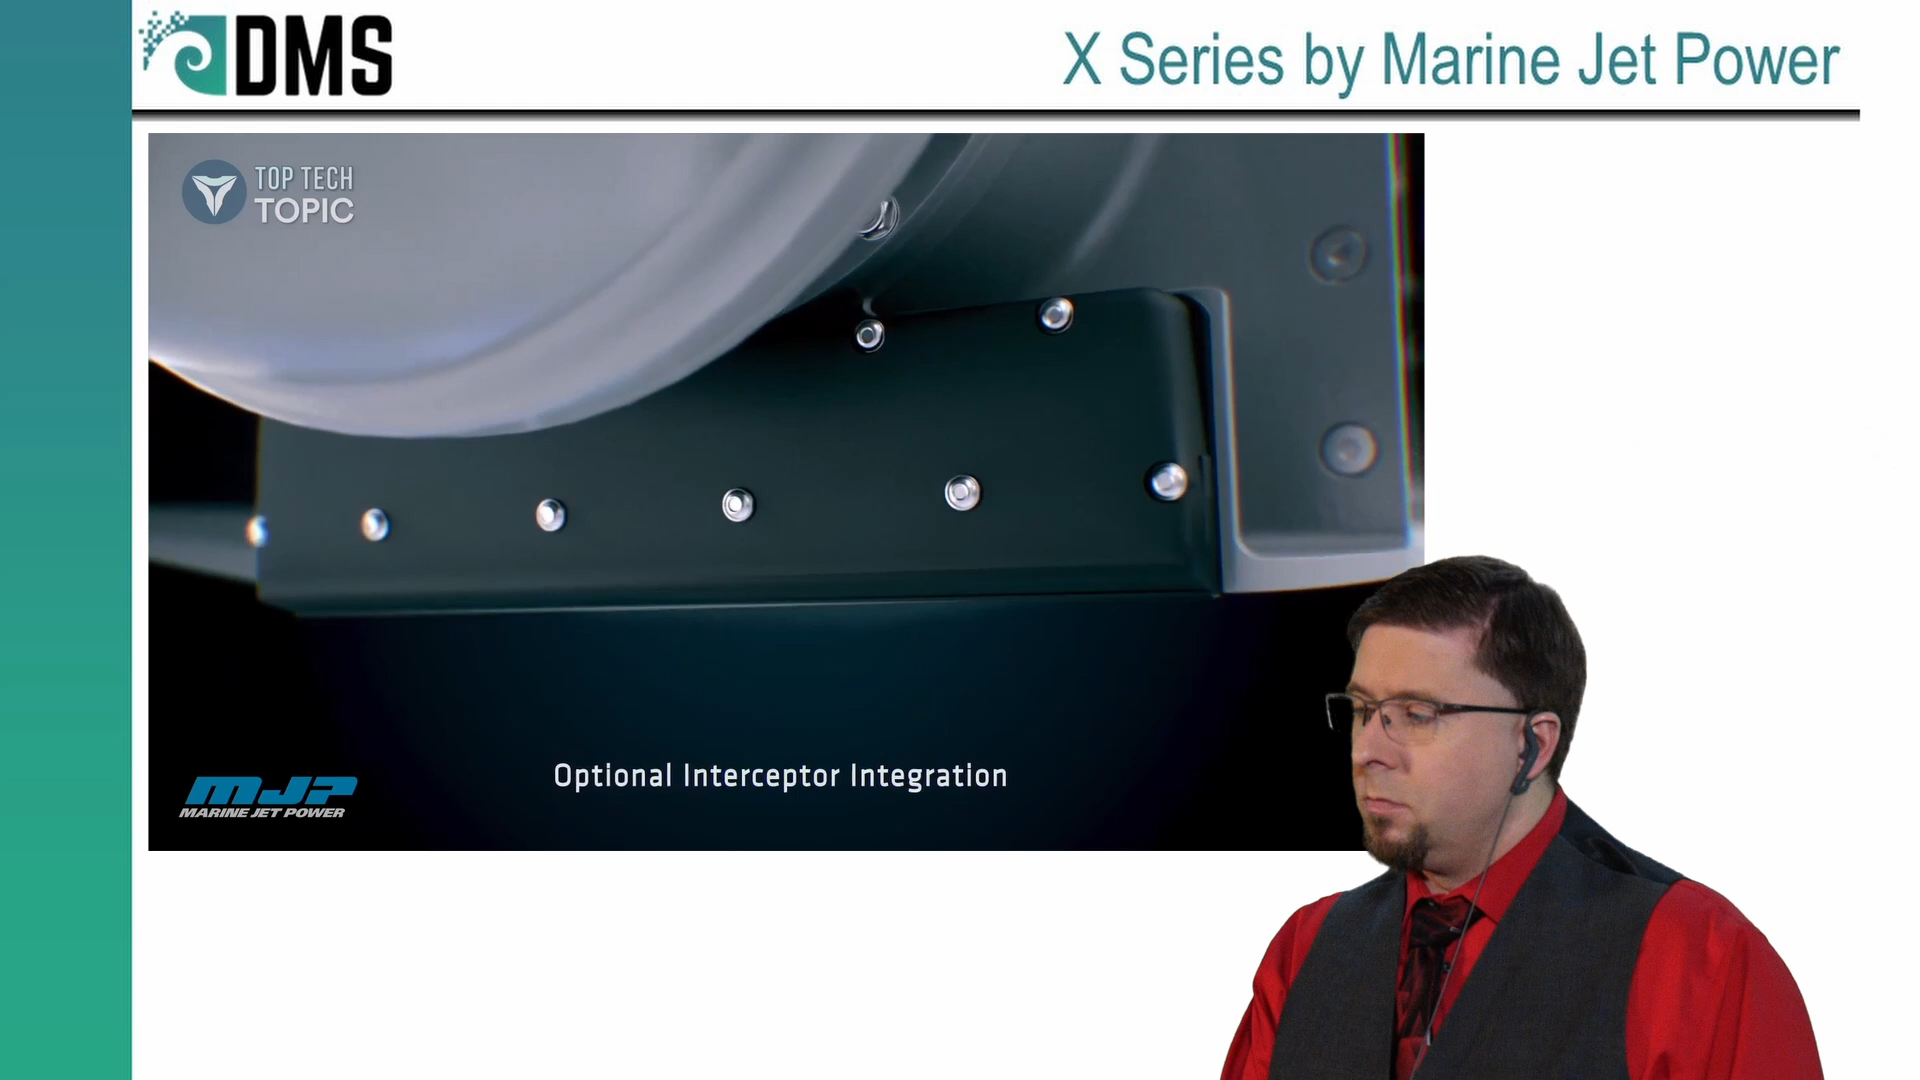 DMS
X Series by Marine Jet Power
TOP TECH
TOPIC
Optional Interceptor Integration
MJP
MARINE JET POWER